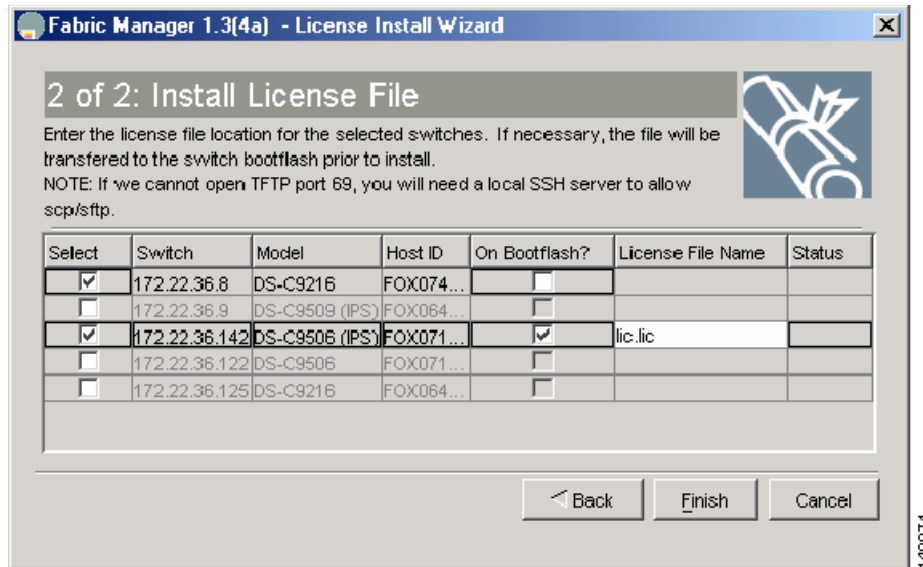 Fabric Manager 1.3(4a) - License Install Wizard
2 of 2: Install License File
Enter the license file location for the selected switches. If necessary, the file will be
transfered to the switch bootflash prior to install.
NOTE: If we cannot open TFTP port 69, you will need a local SSH server to allow
scp/sftp.
Select Switch Model Host ID On Bootflash? License File Name Status
172.22.36.8 DS-C9216 FOX074...
172.22.36.9 DS-C9509 (IPS) FOX064...
172.22.36.142 DS-C9506 (IPS) FOX071... lic.lic
172.22.36.122 DS-C9506 FOX071...
172.22.36.125 DS-C9216 FOX064...
Back Finish Cancel